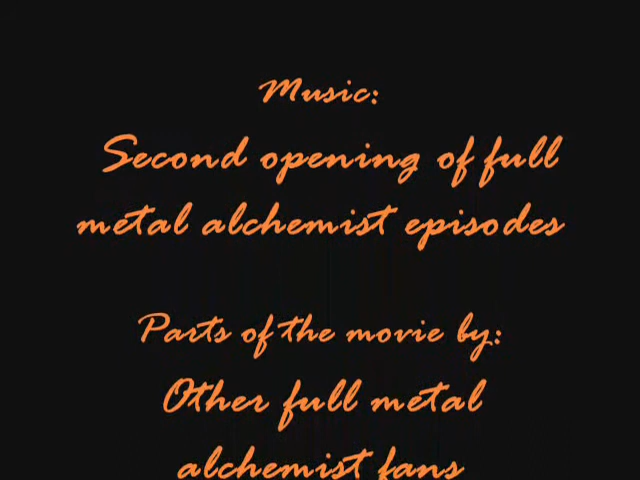 Music:
Second opening of full
metal alchemist episodes
Parts of the movie by:
Other full metal
alchemist fans